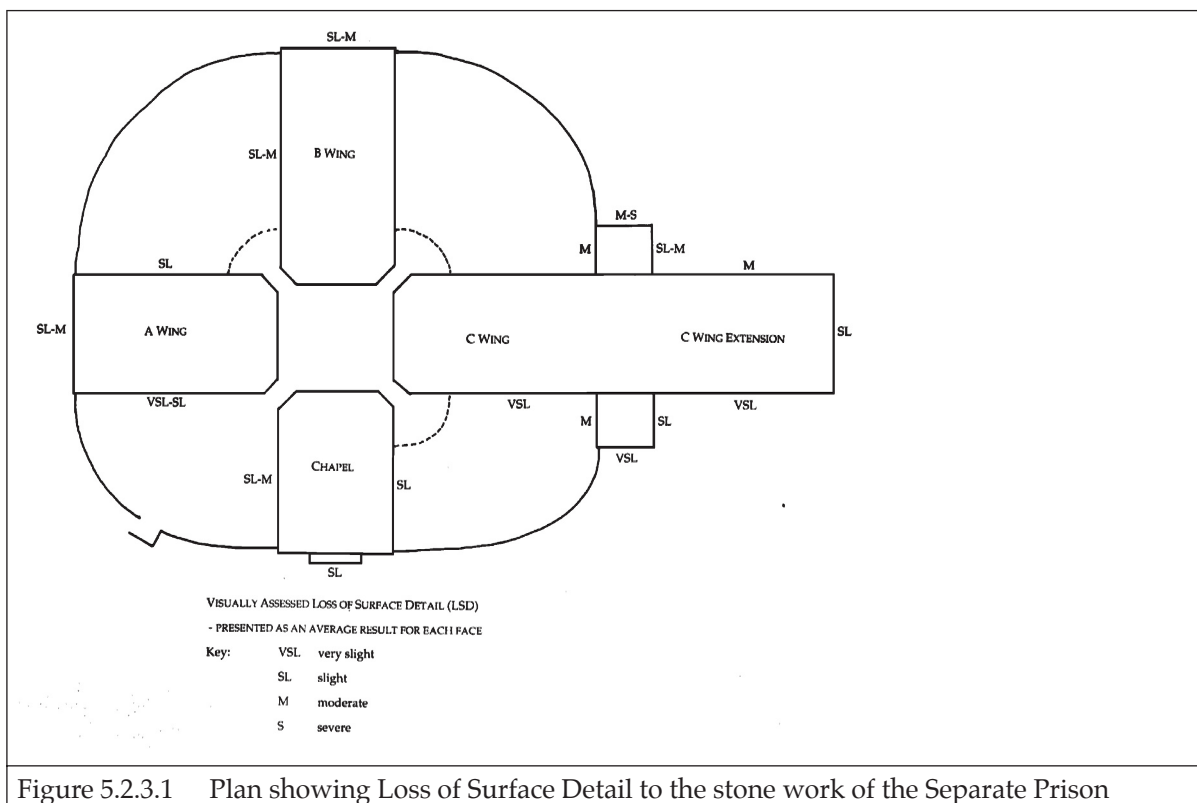 SL-M
SL-M
B WING
M-S
M
SL-M
SL
M
SL-M
A WING
C WING
C WING EXTENSION
SL
VSL-SL
VSL
VSL
M
SL
VSL
SL-M
CHAPEL
SL
SL
VISUALLY ASSESSED LOSS OF SURFACE DETAIL (LSD)
- PRESENTED AS AN AVERAGE RESULT FOR EACH FACE
Key: VSL very slight
SL slight
M moderate
S severe
Figure 5.2.3.1 Plan showing Loss of Surface Detail to the stone work of the Separate Prison